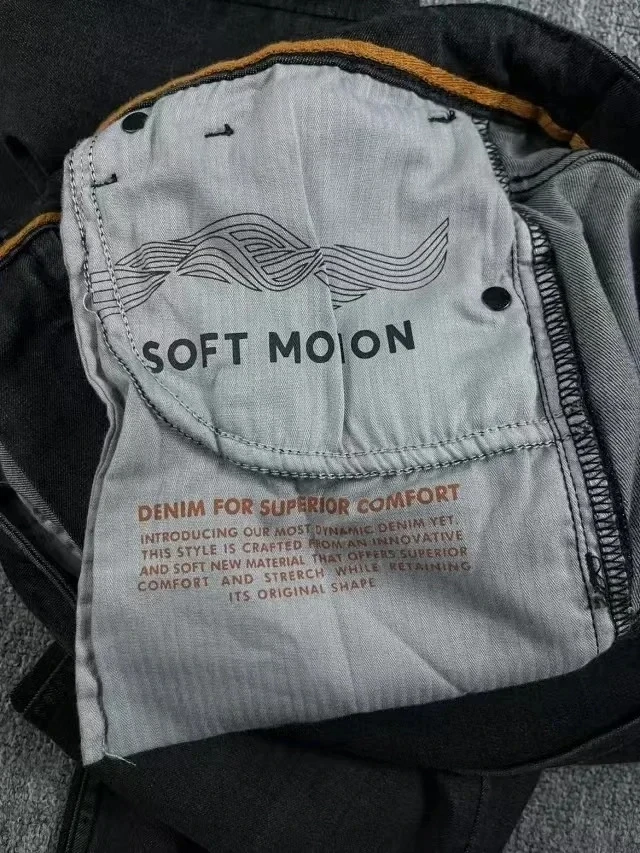 SOFT MOION
DENIM FOR SUPERIOR COMFORT
INTRODUCING OUR MOST DYNAMIC DENIM YET.
THIS STYLE IS CRAFTED FROM AN INNOVATIVE
AND SOFT NEW MATERIAL THAT OFFERS SUPERIOR
COMFORT AND STRERCH WHILE RETAINING
ITS ORIGINAL SHAPE